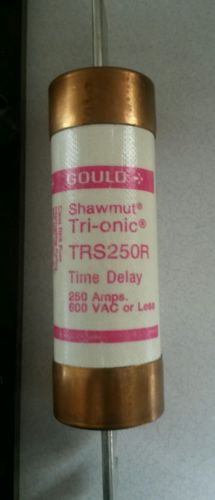 GOULD
Shawmut®
Tri-onic®
TRS250R
Time Delay
250 Amps.
600 VAC or Less